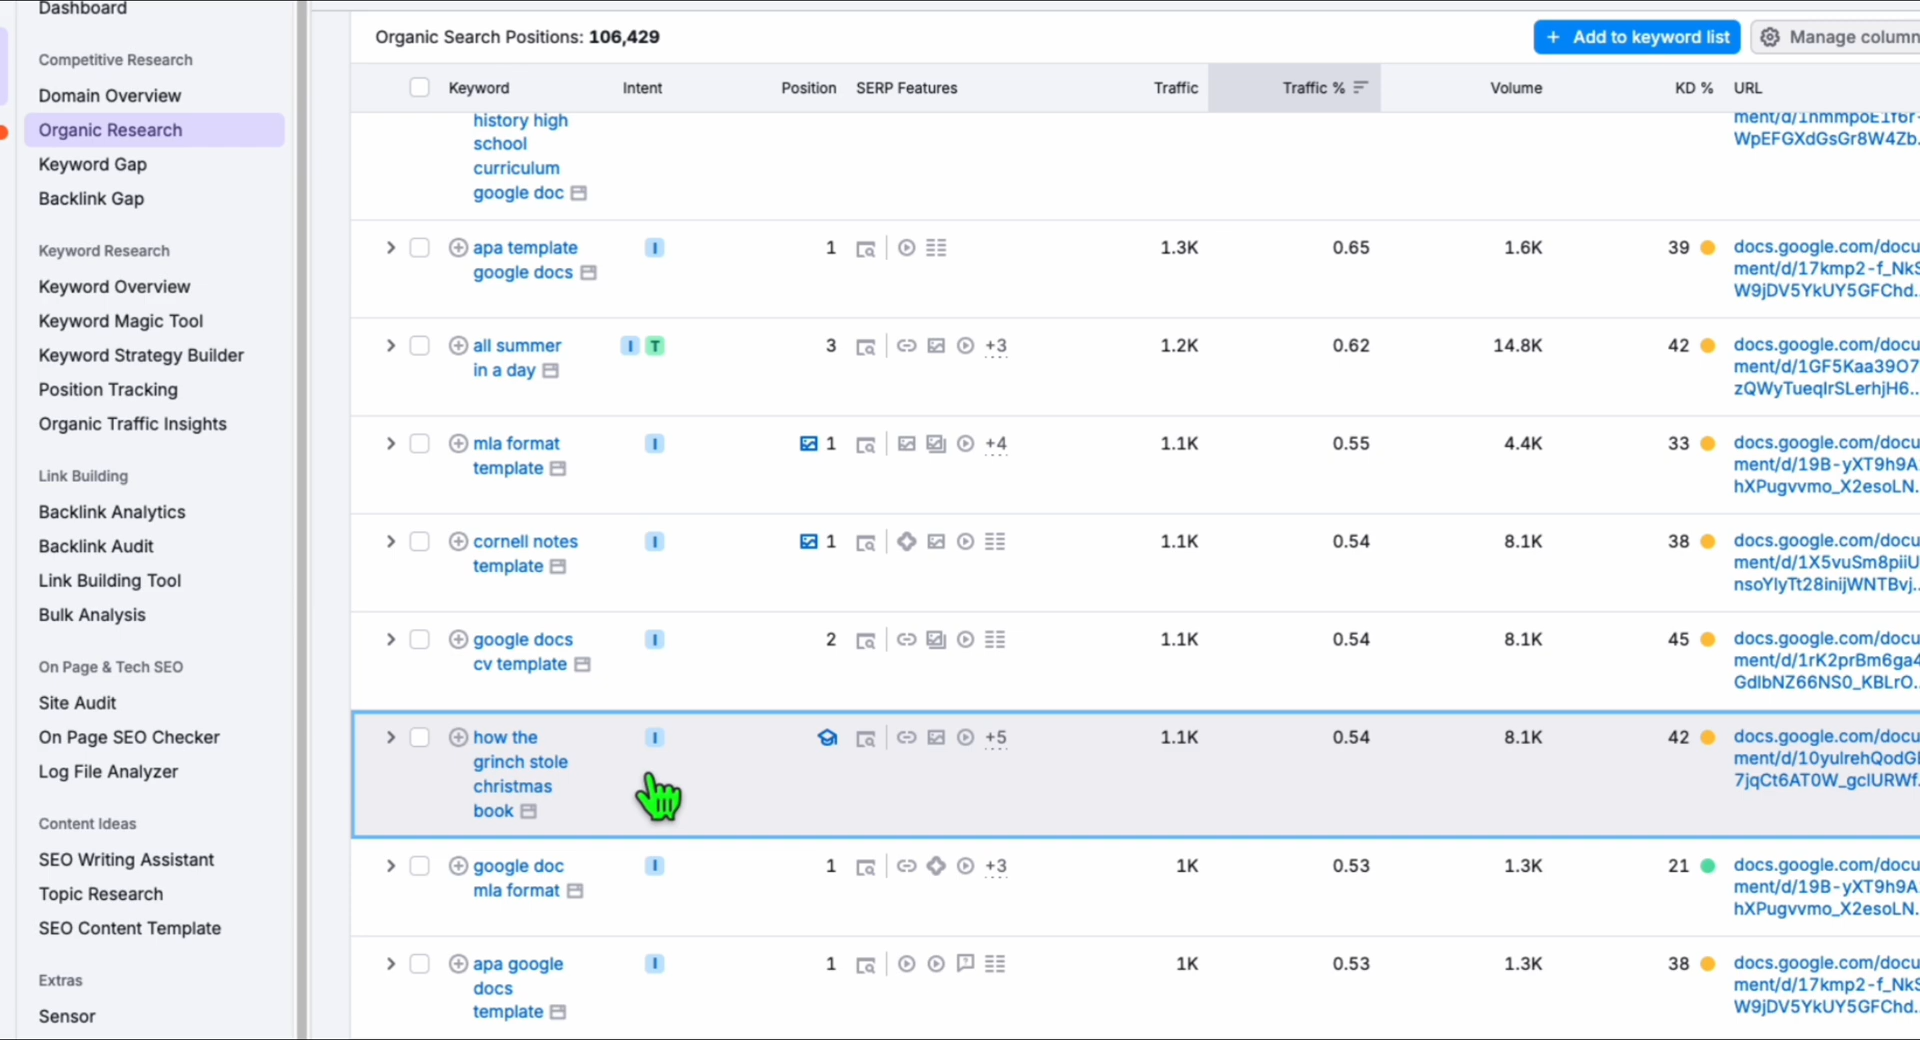 Dashboard
Competitive Research
Domain Overview
Organic Research
Keyword Gap
Backlink Gap
Keyword Research
Keyword Overview
Keyword Magic Tool
Keyword Strategy Builder
Position Tracking
Organic Traffic Insights
Link Building
Backlink Analytics
Backlink Audit
Link Building Tool
Bulk Analysis
On Page & Tech SEO
Site Audit
On Page SEO Checker
Log File Analyzer
Content Ideas
SEO Writing Assistant
Topic Research
SEO Content Template
Extras
Sensor
Organic Search Positions: 106,429
+ Add to keyword list
Manage column
Keyword Intent Position SERP Features Traffic Traffic % Volume KD % URL
history high
school
curriculum
google doc
WpEFGXdGsGr8W4Zb.
apa template
google docs
I 1 1.3K 0.65 1.6K 39
docs.google.com/docu
ment/d/17kmp2-f_NkS
W9jDV5YkUY5GFChd..
all summer
in a day
I T 3 +3 1.2K 0.62 14.8K 42
docs.google.com/docu
ment/d/1GF5Kaa39O7
zQWyTueqIrSLerhjH6..
mla format
template
I 1 +4 1.1K 0.55 4.4K 33
docs.google.com/docu
ment/d/19B-yXT9h9A
hXPugvvmo_X2esoLN.
cornell notes
template
I 1 1.1K 0.54 8.1K 38
docs.google.com/docu
ment/d/1X5vuSm8piiU
nsoYlyTt28inijWNTBvj..
google docs
cv template
I 2 1.1K 0.54 8.1K 45
docs.google.com/docu
ment/d/1rK2prBm6ga4
GdlbNZ66NS0_KBLrO..
how the
grinch stole
christmas
book
I +5 1.1K 0.54 8.1K 42
docs.google.com/docu
ment/d/10yulrehQodGl
7jqCt6AT0W_gclURWf.
google doc
mla format
I 1 +3 1K 0.53 1.3K 21
docs.google.com/docu
ment/d/19B-yXT9h9A
hXPugvvmo_X2esoLN.
apa google
docs
template
I 1 1K 0.53 1.3K 38
docs.google.com/docu
ment/d/17kmp2-f_NkS
W9jDV5YkUY5GFChd..